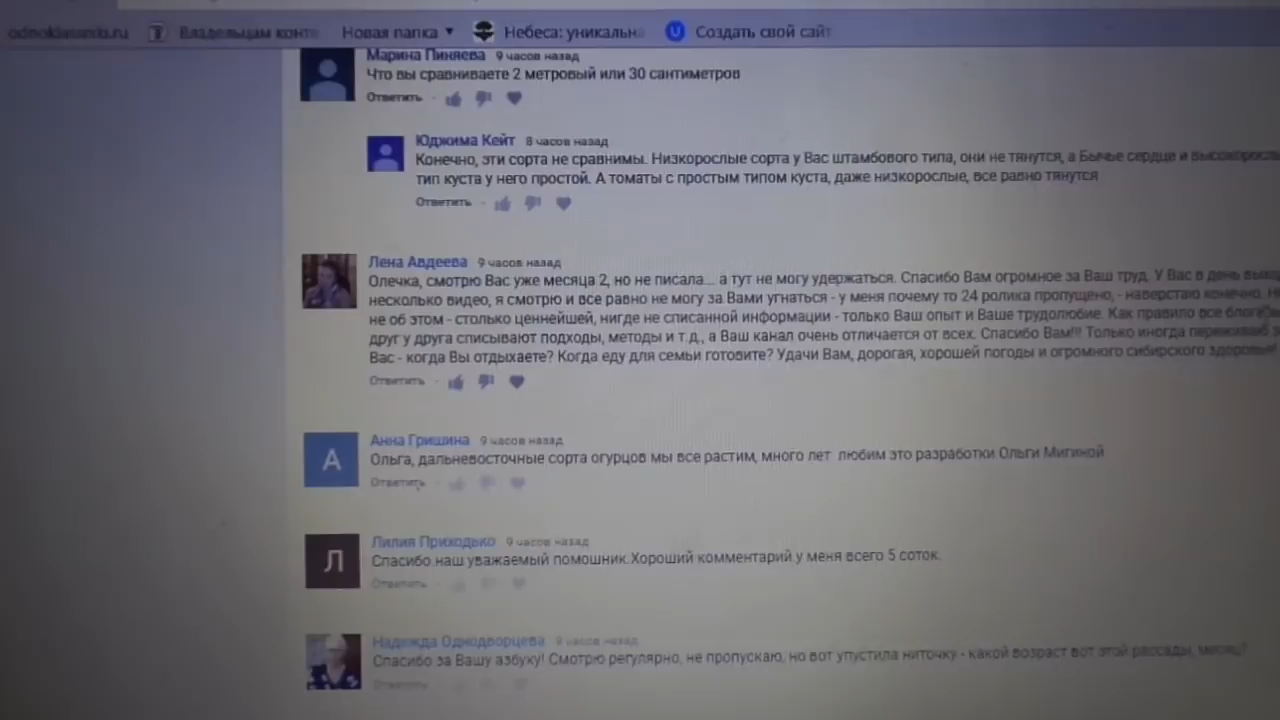 odnoklassniki.ru Владельцам конт Новая папка Небеса: уникальн Создать свой сайт
Марина Пиняева 9 часов назад
Что вы сравниваете 2 метровый или 30 сантиметров
Ответить
Юджима Кейт 8 часов назад
Конечно, эти сорта не сравнимы. Низкорослые сорта у Вас штамбового типа, они не тянутся, а Бычье сердце и высокоросл
тип куста у него простой. А томаты с простым типом куста, даже низкорослые, все равно тянутся
Ответить
Лена Авдеева 9 часов назад
Олечка, смотрю Вас уже месяца 2, но не писала... а тут не могу удержаться. Спасибо Вам огромное за Ваш труд. У Вас в день выхо
несколько видео, я смотрю и все равно не могу за Вами угнаться - у меня почему то 24 ролика пропущено, - наверстаю конечно.
не об этом - столько ценнейшей, нигде не списанной информации - только Ваш опыт и Ваше трудолюбие. Как правило все
друг у друга списывают подходы, методы и т.д., а Ваш канал очень отличается от всех. Спасибо Вам!!! Только иногда переживаю
Вас - когда Вы отдыхаете? Когда еду для семьи готовите? Удачи Вам, дорогая, хорошей погоды и огромного сибирского здоровья!
Ответить
А
Анна Гришина 9 часов назад
Ольга, дальневосточные сорта огурцов мы все растим, много лет любим это разработки Ольги Мигиной
Ответить
Л
Лилия Приходько 9 часов назад
Спасибо наш уважаемый помошник.Хороший комментарий.у меня всего 5 соток.
Ответить
Надежда Однодворцева 9 часов назад
Спасибо за Вашу азбуку! Смотрю регулярно, не пропускаю, но вот упустила ниточку - какой возраст вот этой рассады, месяц?
Ответить